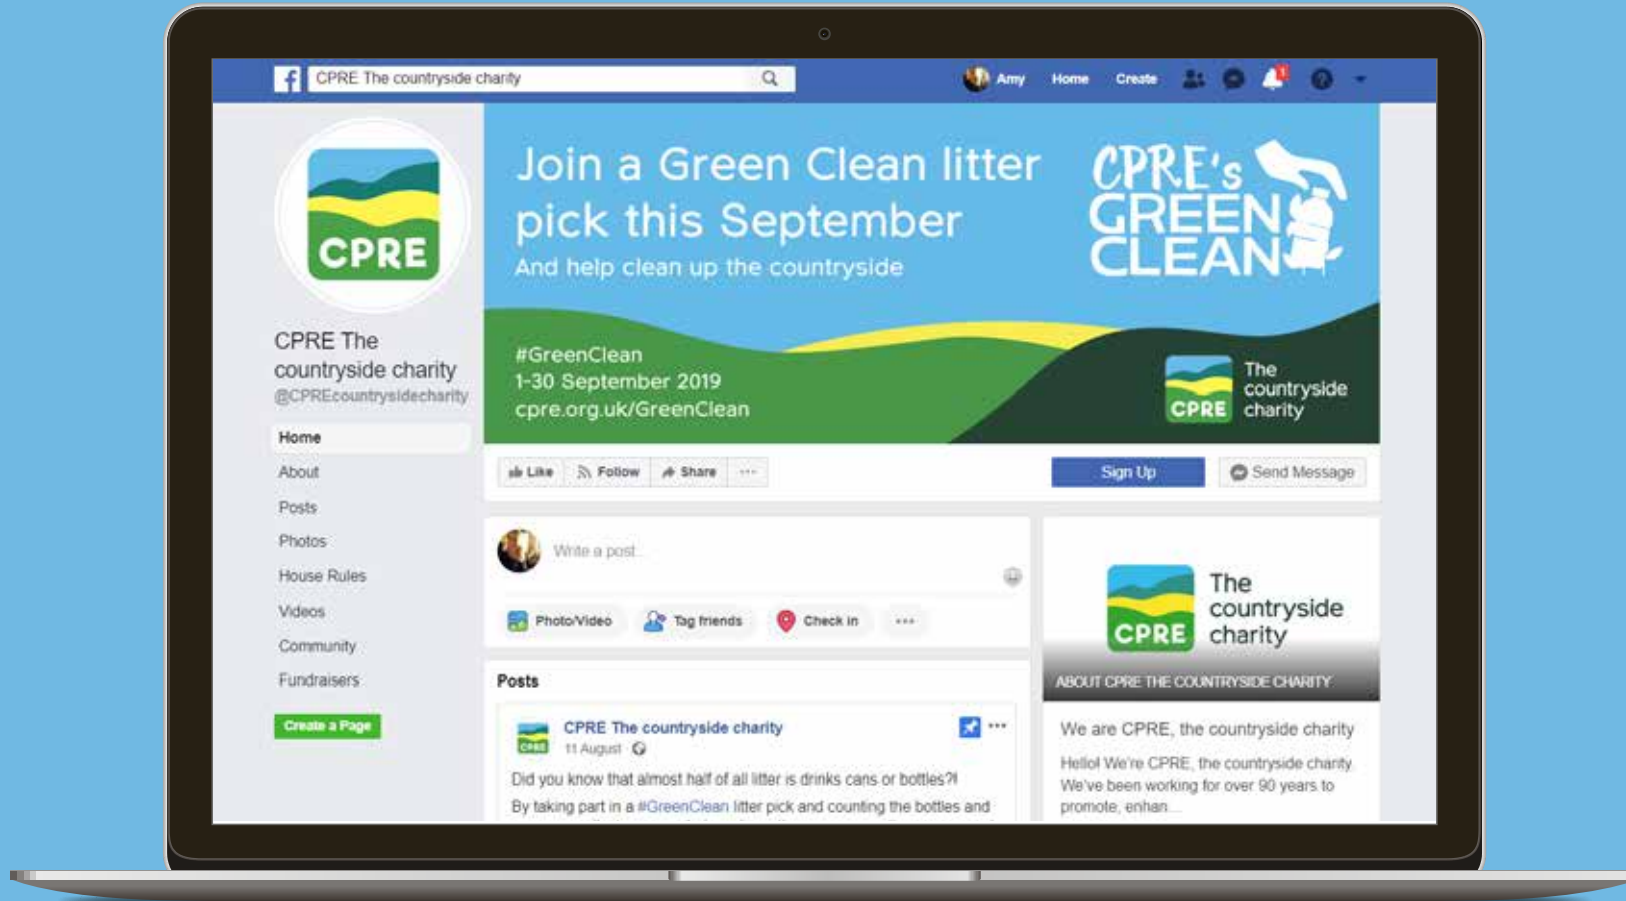 f
CPRE The countryside charity
Amy Home Create
1
?
CPRE
CPRE The
countryside charity
@CPREcountrysidecharity
Home
About
Posts
Photos
House Rules
Videos
Community
Fundraisers
Create a Page
Join a Green Clean litter
pick this September
And help clean up the countryside
CPRE's
GREEN
CLEAN
#GreenClean
1-30 September 2019
cpre.org.uk/GreenClean
The
countryside
charity
CPRE
Like Follow Share ...
Sign Up Send Message
Write a post...
Photo/Video Tag friends Check in ...
Posts
CPRE
CPRE The countryside charity
11 August
Did you know that almost half of all litter is drinks cans or bottles?!
By taking part in a #GreenClean litter pick and counting the bottles and
The
countryside
charity
CPRE
ABOUT CPRE THE COUNTRYSIDE CHARITY
We are CPRE, the countryside charity
Hello! We're CPRE, the countryside charity.
We've been working for over 90 years to
promote, enhan...